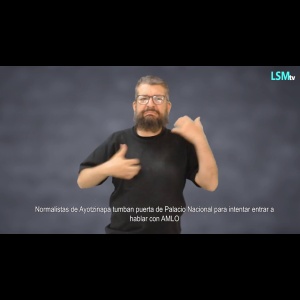 LSMtv
Normalistas de Ayotzinapa tumban puerta de Palacio Nacional para intentar entrar a
hablar con AMLO